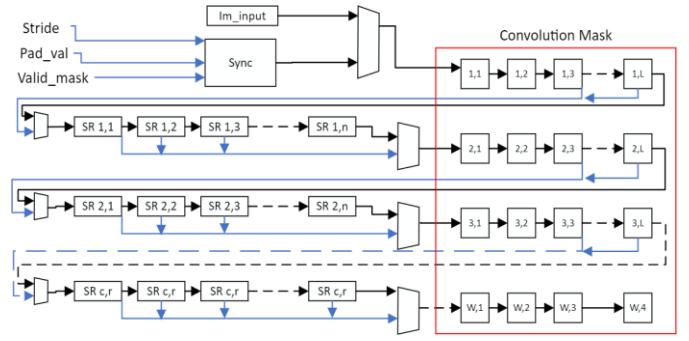 Im_input
Stride
Pad_val
Valid_mask
Sync
Convolution Mask
1,1 1,2 1,3 1,L
SR 1,1 SR 1,2 SR 1,3 SR 1,n
2,1 2,2 2,3 2,L
SR 2,1 SR 2,2 SR 2,3 SR 2,n
3,1 3,2 3,3 3,L
SR c,r SR c,r SR c,r SR c,r
W,1 W,2 W,3 W,4